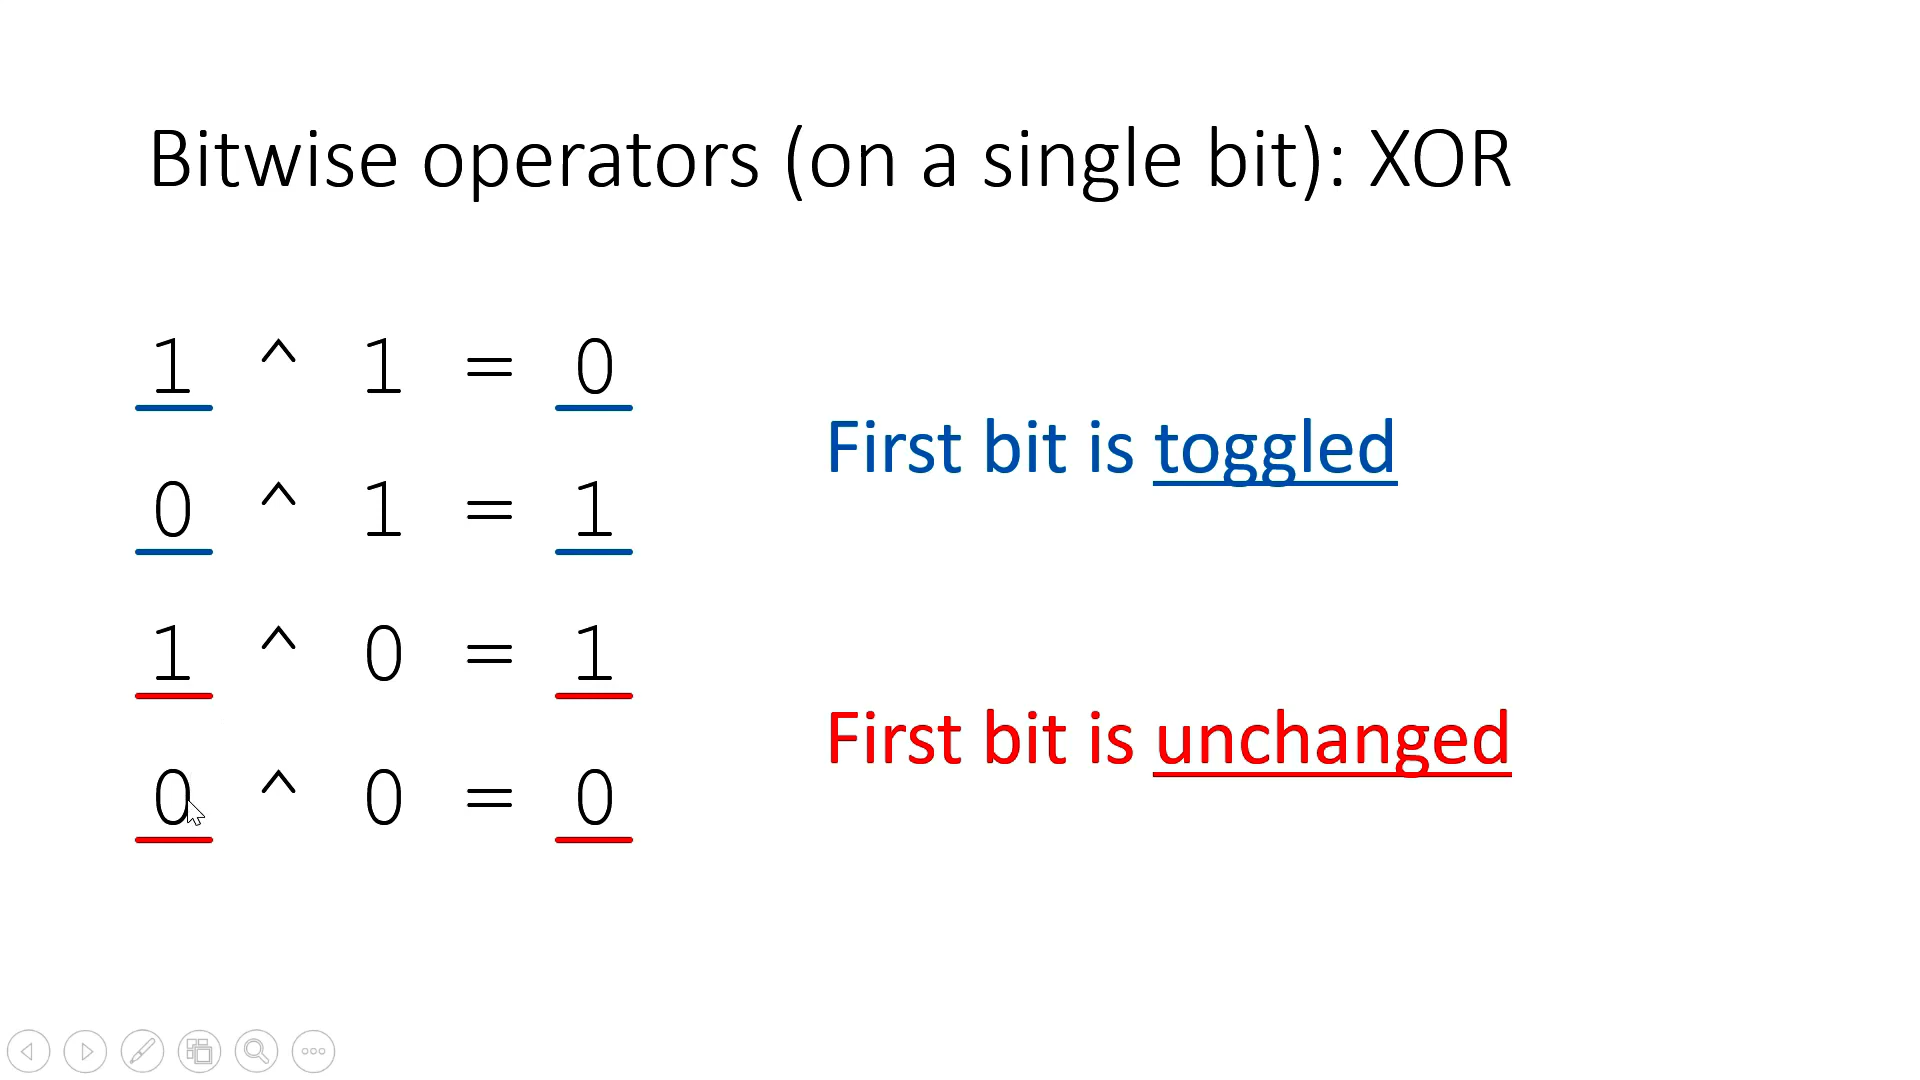 Bitwise operators (on a single bit): XOR
1 ^ 1 = 0
First bit is toggled
0 ^ 1 = 1
1 ^ 0 = 1
First bit is unchanged
0 ^ 0 = 0